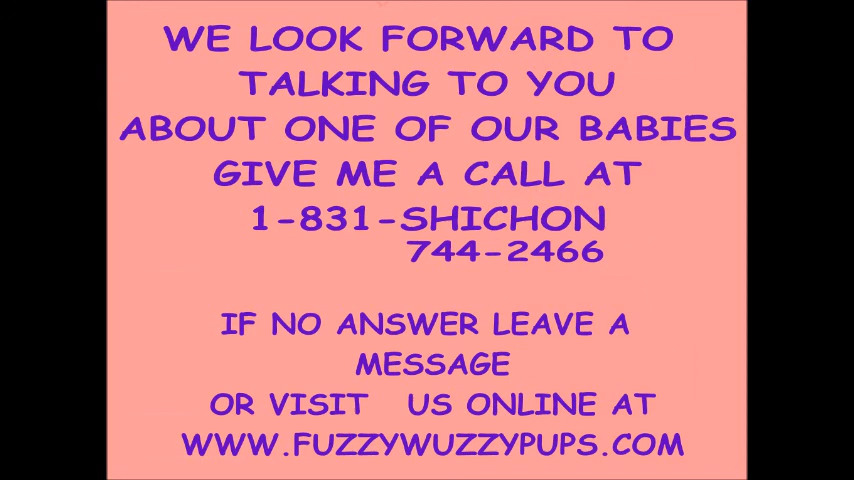 WE LOOK FORWARD TO
TALKING TO YOU
ABOUT ONE OF OUR BABIES
GIVE ME A CALL AT
1-831-SHICHON
744-2466
IF NO ANSWER LEAVE A
MESSAGE
OR VISIT US ONLINE AT
WWW.FUZZYWUZZYPUPS.COM